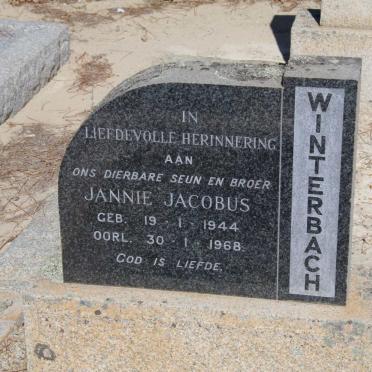 IN
LIEFDEVOLLE HERINNERING
AAN
ONS DIERBARE SEUN EN BROER
JANNIE JACOBUS
GEB. 19-1-1944
OORL. 30-1-1968.
GOD IS LIEFDE.
WINTERBACH